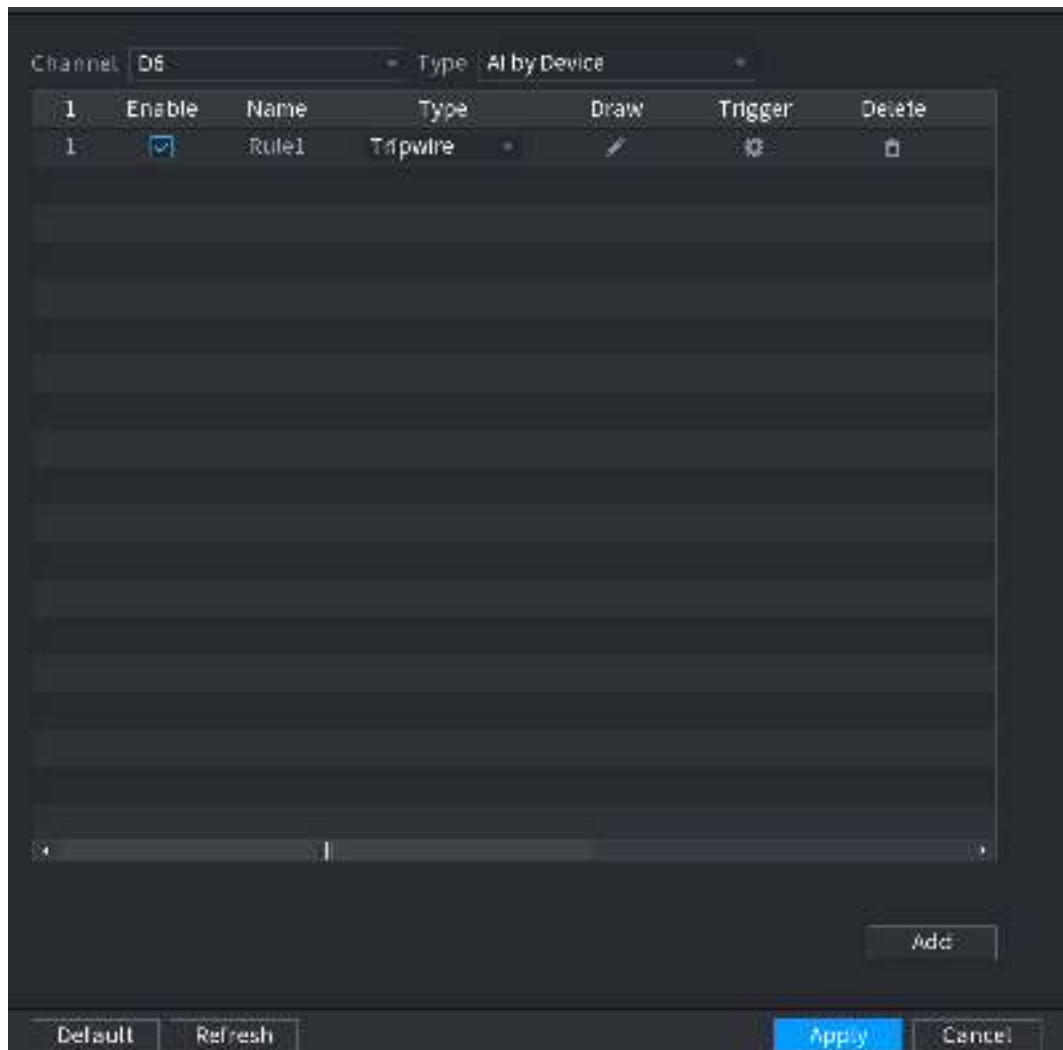 Channel D6 Type AI by Device
1 Enable Name Type Draw Trigger Delete
1 Rule1 Tripwire
Add
Default Refresh Apply Cancel